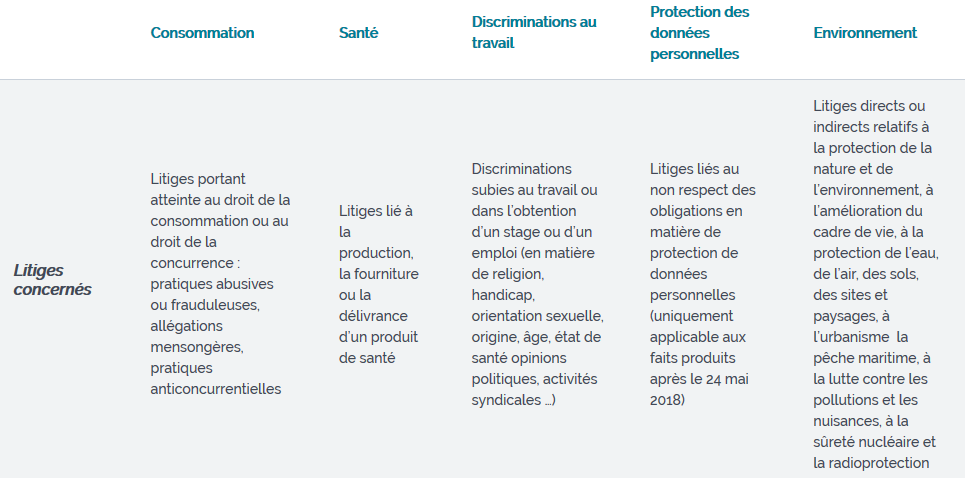 Consommation
Santé
Discriminations au
travail
Protection des
données
personnelles
Environnement
Litiges
concernés
Litiges portant
atteinte au droit de la
consommation ou au
droit de la
concurrence :
pratiques abusives
ou frauduleuses,
allégations
mensongères,
pratiques
anticoncurrentielles
Litiges lié à
la
production,
la fourniture
ou la
délivrance
d'un produit
de santé
Discriminations
subies au travail ou
dans l'obtention
d'un stage ou d'un
emploi (en matière
de religion,
handicap,
orientation sexuelle,
origine, âge, état de
santé opinions
politiques, activités
syndicales …)
Litiges liés au
non respect des
obligations en
matière de
protection de
données
personnelles
(uniquement
applicable aux
faits produits
après le 24 mai
2018)
Litiges directs ou
indirects relatifs à
la protection de la
nature et de
l'environnement, à
l'amélioration du
cadre de vie, à la
protection de l'eau,
de l'air, des sols,
des sites et
paysages, à
l'urbanisme  la
pêche maritime, à
la lutte contre les
pollutions et les
nuisances, à la
sûreté nucléaire et
la radioprotection